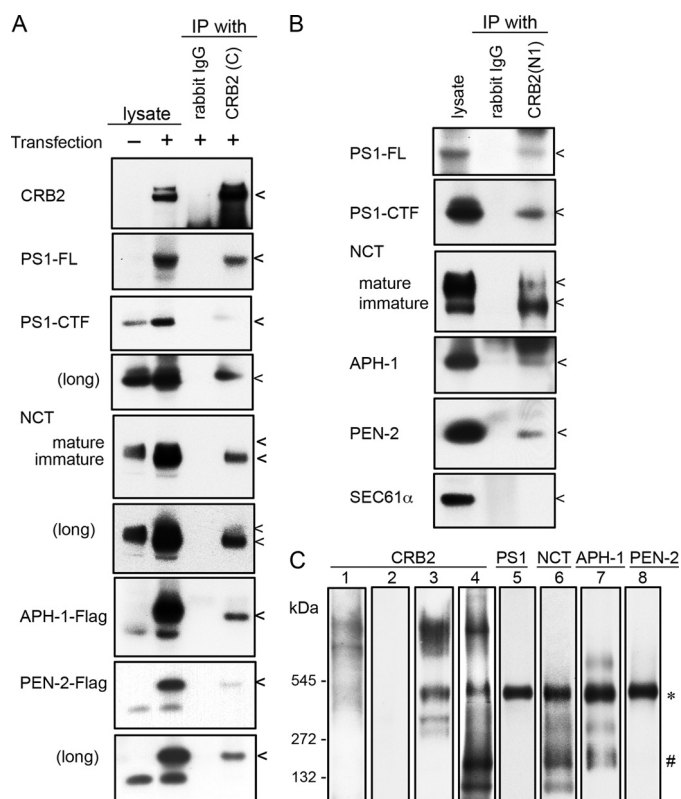 A
IP with
rabbit IgG
CRB2 (C)
lysate
Transfection − + + +
CRB2 <
PS1-FL <
PS1-CTF <
(long) <
NCT
mature <
immature <
(long) <
<
APH-1-Flag <
PEN-2-Flag <
(long) <
B
IP with
lysate
rabbit IgG
CRB2(N1)
PS1-FL <
PS1-CTF <
NCT
mature <
immature <
APH-1 <
PEN-2 <
SEC61α <
C
CRB2 PS1 NCT APH-1 PEN-2
1 2 3 4 5 6 7 8
kDa
545 - *
272 -
#
132 -